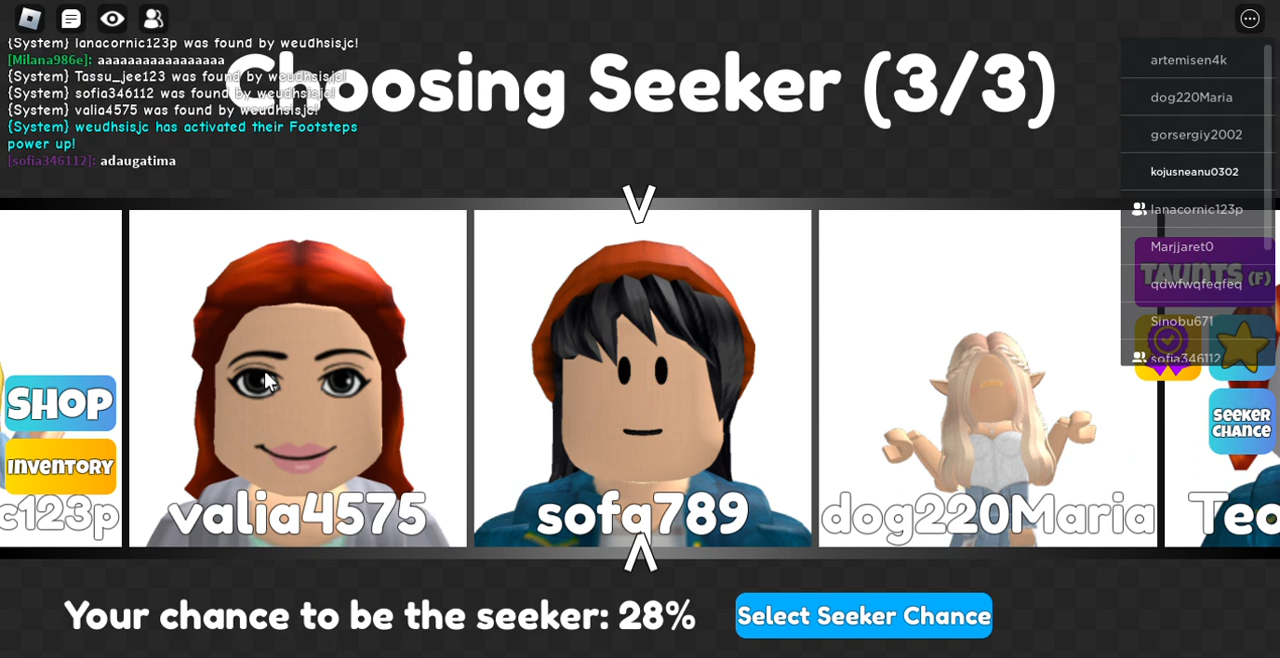 {System} lanacornic123p was found by weudhsisjc!
[Milana986e]: aaaaaaaaaaaaaaaaa
{System} Tassu_jee123 was found by weudhsisjc!
{System} sofia346112 was found by weudhsisjc!
{System} valia4575 was found by weudhsisjc!
{System} weudhsisjc has activated their Footsteps
power up!
[sofia346112]: adaugatima
Choosing Seeker (3/3)
artemisen4k
dog220Maria
gorsergiy2002
kojusneanu0302
lanacornic123p
Marjjaret0
TAUNTS (F)
qdwfwqfeqfeq
Sinobu671
sofia346112
SHOP
INVENTORY
SEEKER
CHANCE
c123p
valia4575
sofa789
dog220Maria
Teo
Your chance to be the seeker: 28%
Select Seeker Chance